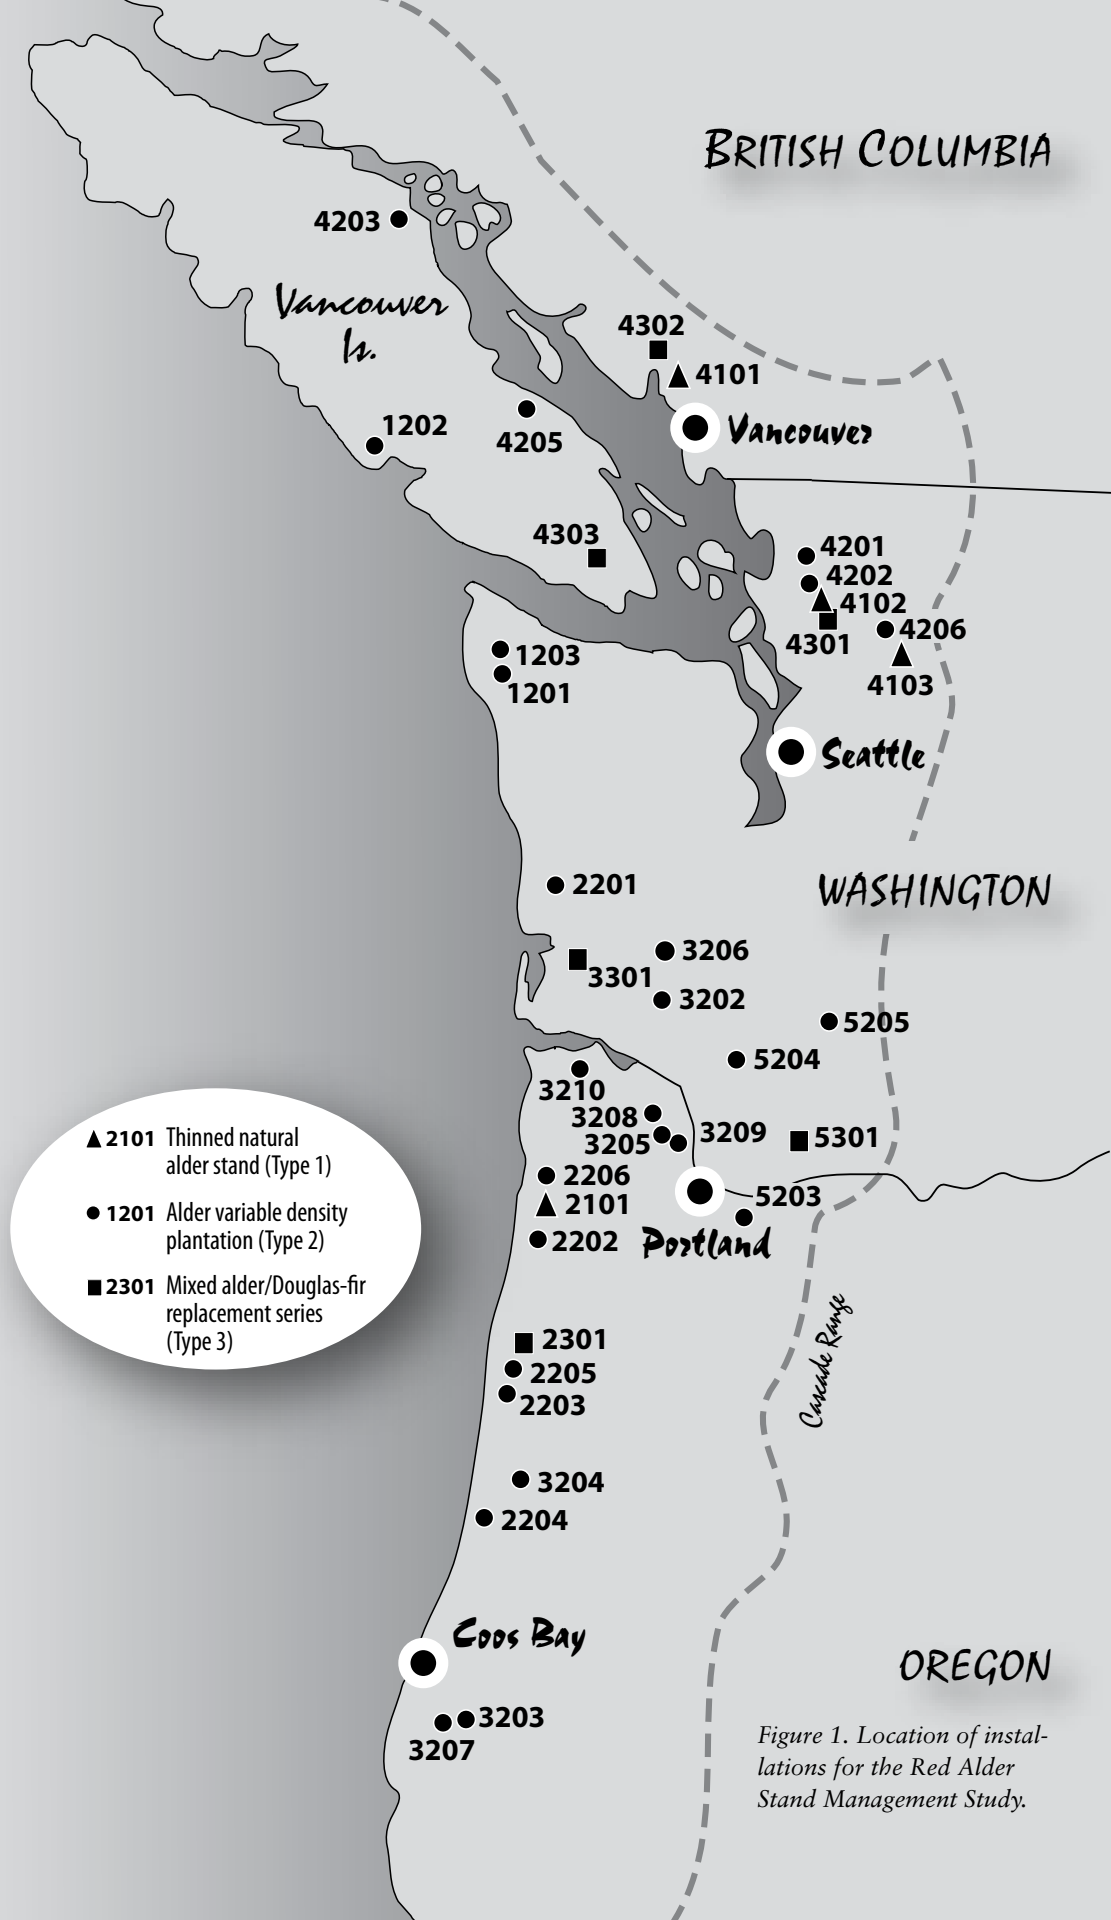 BRITISH COLUMBIA
4203
Vancouver
Is.
4302
4101
1202
4205
Vancouver
4303
4201
4202
4102
4301
4206
4103
1203
1201
Seattle
2201
WASHINGTON
3206
3301
3202
5205
5204
3210
3208
3205
3209
5301
2206
2101
5203
2202
Portland
2101 Thinned natural
alder stand (Type 1)
1201 Alder variable density
plantation (Type 2)
2301 Mixed alder/Douglas-fir
replacement series
(Type 3)
Cascade Range
2301
2205
2203
3204
2204
Coos Bay
OREGON
3203
3207
Figure 1. Location of instal-
lations for the Red Alder
Stand Management Study.